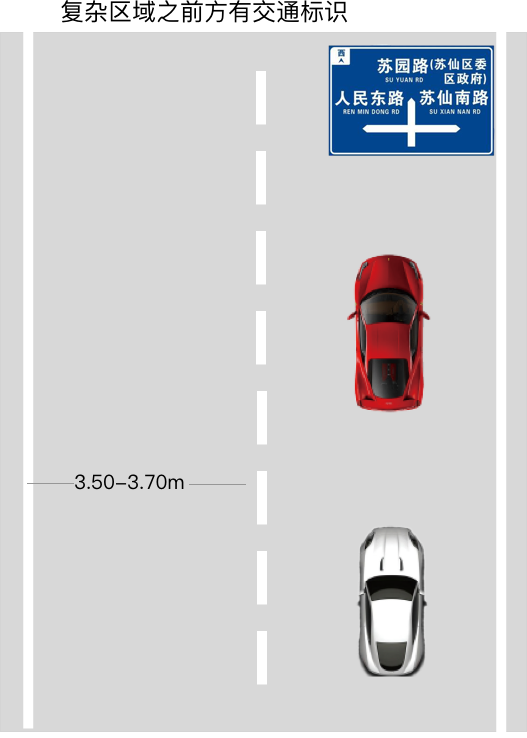 复杂区域之前方有交通标识
西
苏园路(苏仙区委
区政府)
SU YUAN RD
人民东路 苏仙南路
REN MIN DONG RD SU XIAN NAN RD
3.50-3.70m